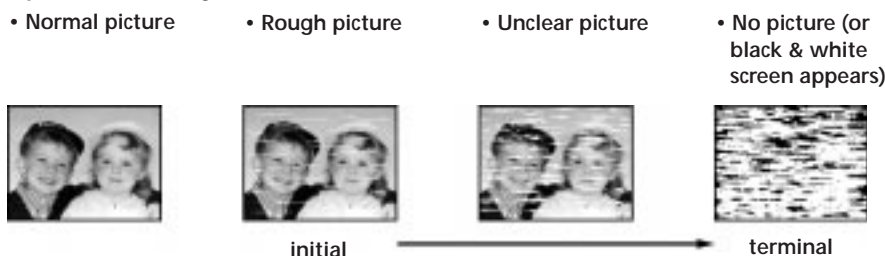 • Normal picture
• Rough picture
• Unclear picture
• No picture (or
black & white
screen appears)
initial
terminal